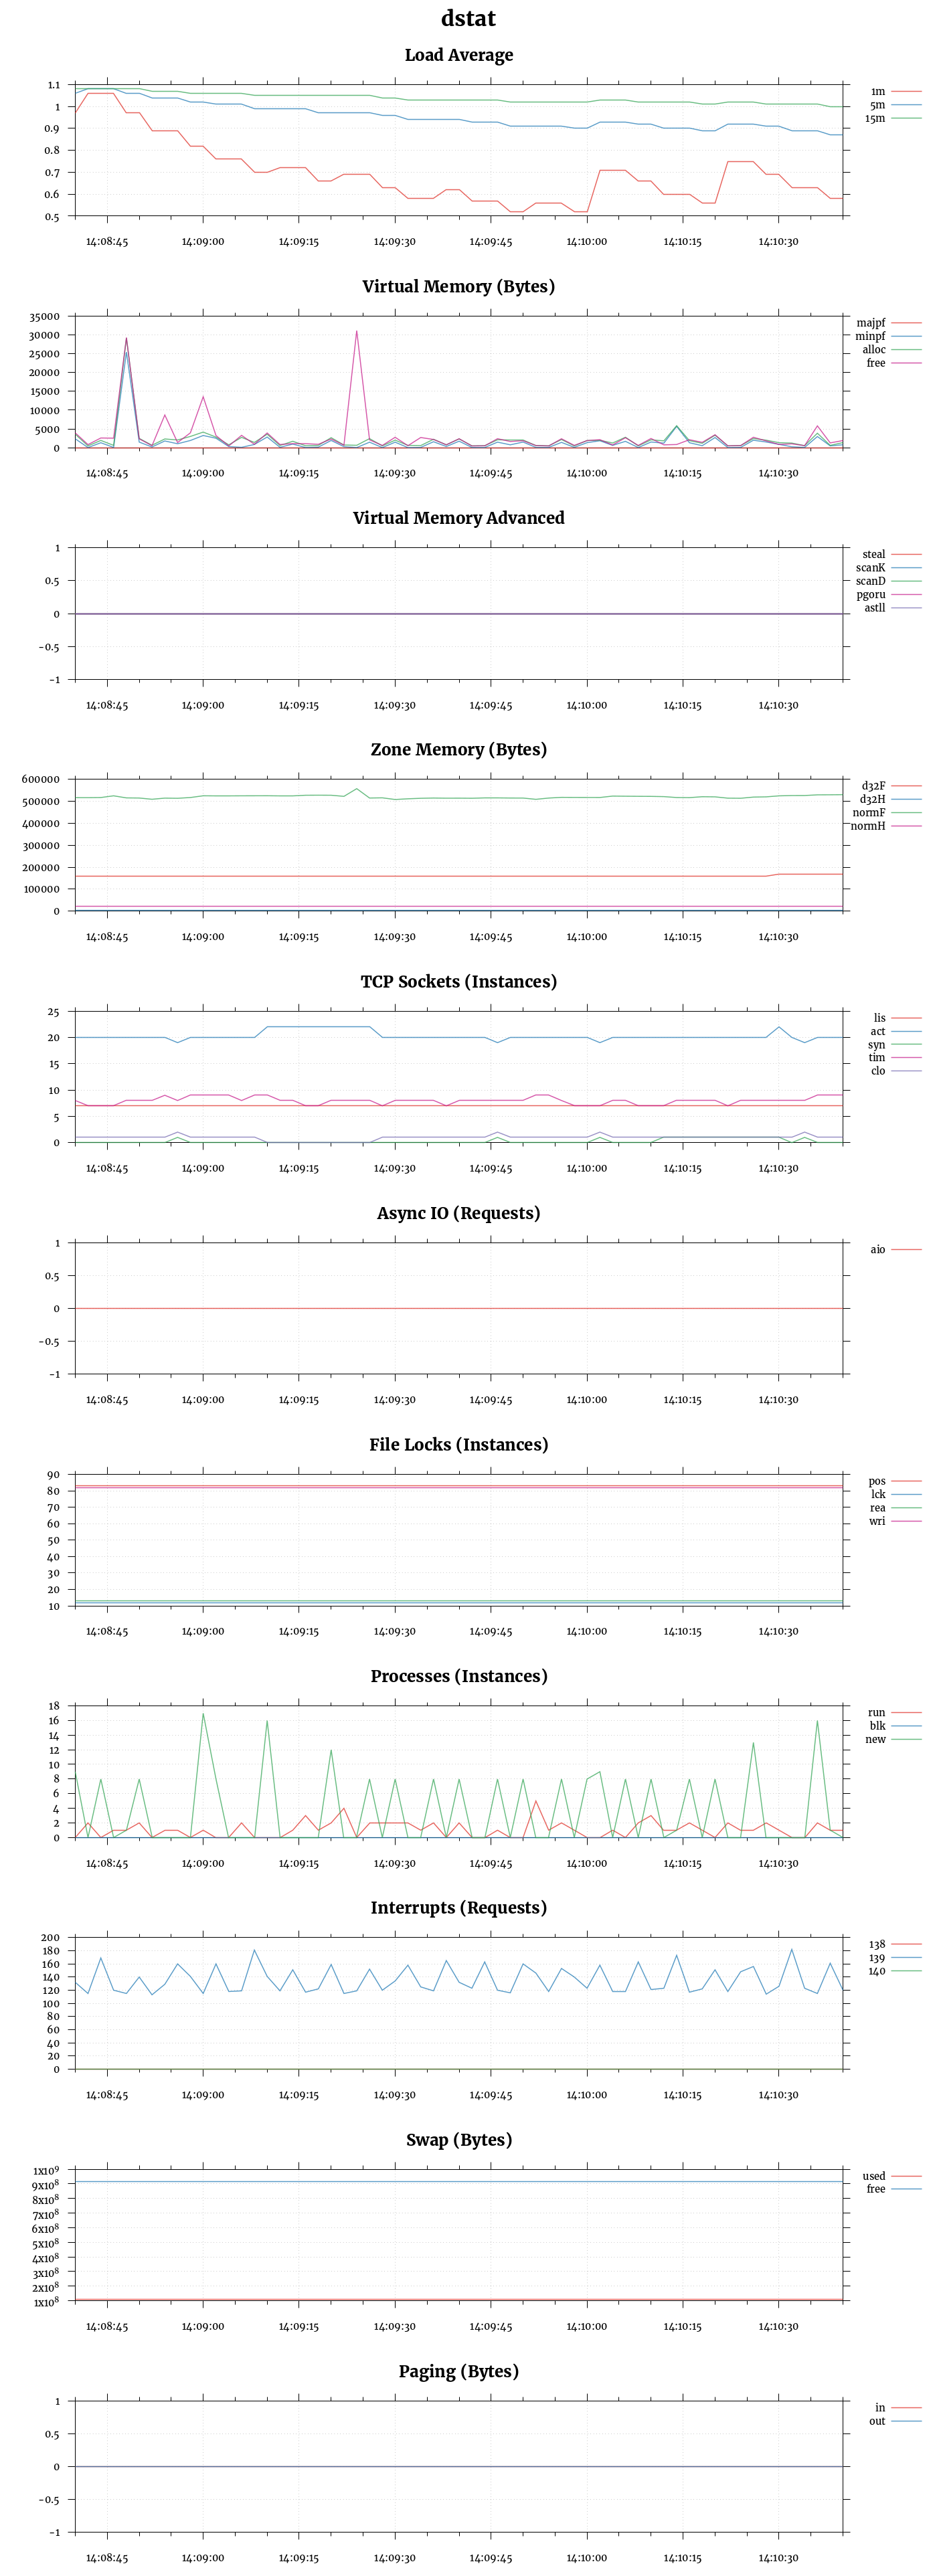 dstat
Load Average
1.1
1
0.9
0.8
0.7
0.6
0.5
14:08:45 14:09:00 14:09:15 14:09:30 14:09:45 14:10:00 14:10:15 14:10:30
1m
5m
15m
Virtual Memory (Bytes)
35000
30000
25000
20000
15000
10000
5000
0
14:08:45 14:09:00 14:09:15 14:09:30 14:09:45 14:10:00 14:10:15 14:10:30
majpf
minpf
alloc
free
Virtual Memory Advanced
1
0.5
0
-0.5
-1
14:08:45 14:09:00 14:09:15 14:09:30 14:09:45 14:10:00 14:10:15 14:10:30
steal
scanK
scanD
pgoru
astll
Zone Memory (Bytes)
600000
500000
400000
300000
200000
100000
0
14:08:45 14:09:00 14:09:15 14:09:30 14:09:45 14:10:00 14:10:15 14:10:30
d32F
d32H
normF
normH
TCP Sockets (Instances)
25
20
15
10
5
0
14:08:45 14:09:00 14:09:15 14:09:30 14:09:45 14:10:00 14:10:15 14:10:30
lis
act
syn
tim
clo
Async IO (Requests)
1
0.5
0
-0.5
-1
14:08:45 14:09:00 14:09:15 14:09:30 14:09:45 14:10:00 14:10:15 14:10:30
aio
File Locks (Instances)
90
80
70
60
50
40
30
20
10
14:08:45 14:09:00 14:09:15 14:09:30 14:09:45 14:10:00 14:10:15 14:10:30
pos
lck
rea
wri
Processes (Instances)
18
16
14
12
10
8
6
4
2
0
14:08:45 14:09:00 14:09:15 14:09:30 14:09:45 14:10:00 14:10:15 14:10:30
run
blk
new
Interrupts (Requests)
200
180
160
140
120
100
80
60
40
20
0
14:08:45 14:09:00 14:09:15 14:09:30 14:09:45 14:10:00 14:10:15 14:10:30
138
139
140
Swap (Bytes)
1x10⁹
9x10⁸
8x10⁸
7x10⁸
6x10⁸
5x10⁸
4x10⁸
3x10⁸
2x10⁸
1x10⁸
14:08:45 14:09:00 14:09:15 14:09:30 14:09:45 14:10:00 14:10:15 14:10:30
used
free
Paging (Bytes)
1
0.5
0
-0.5
-1
14:08:45 14:09:00 14:09:15 14:09:30 14:09:45 14:10:00 14:10:15 14:10:30
in
out